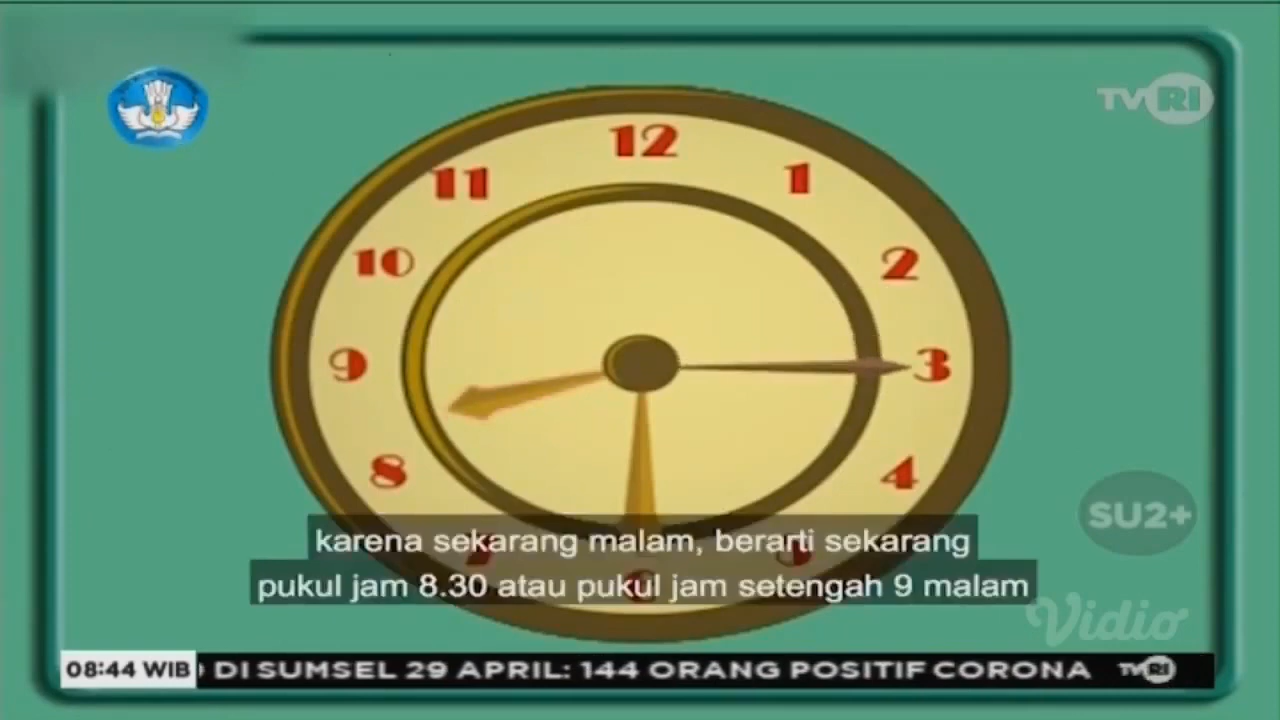 TVRI
12
11
1
10
2
9
3
8
4
SU2+
karena sekarang malam, berarti sekarang
pukul jam 8.30 atau pukul jam setengah 9 malam
Vidio
08:44 WIB
DI SUMSEL 29 APRIL: 144 ORANG POSITIF CORONA
TVRI